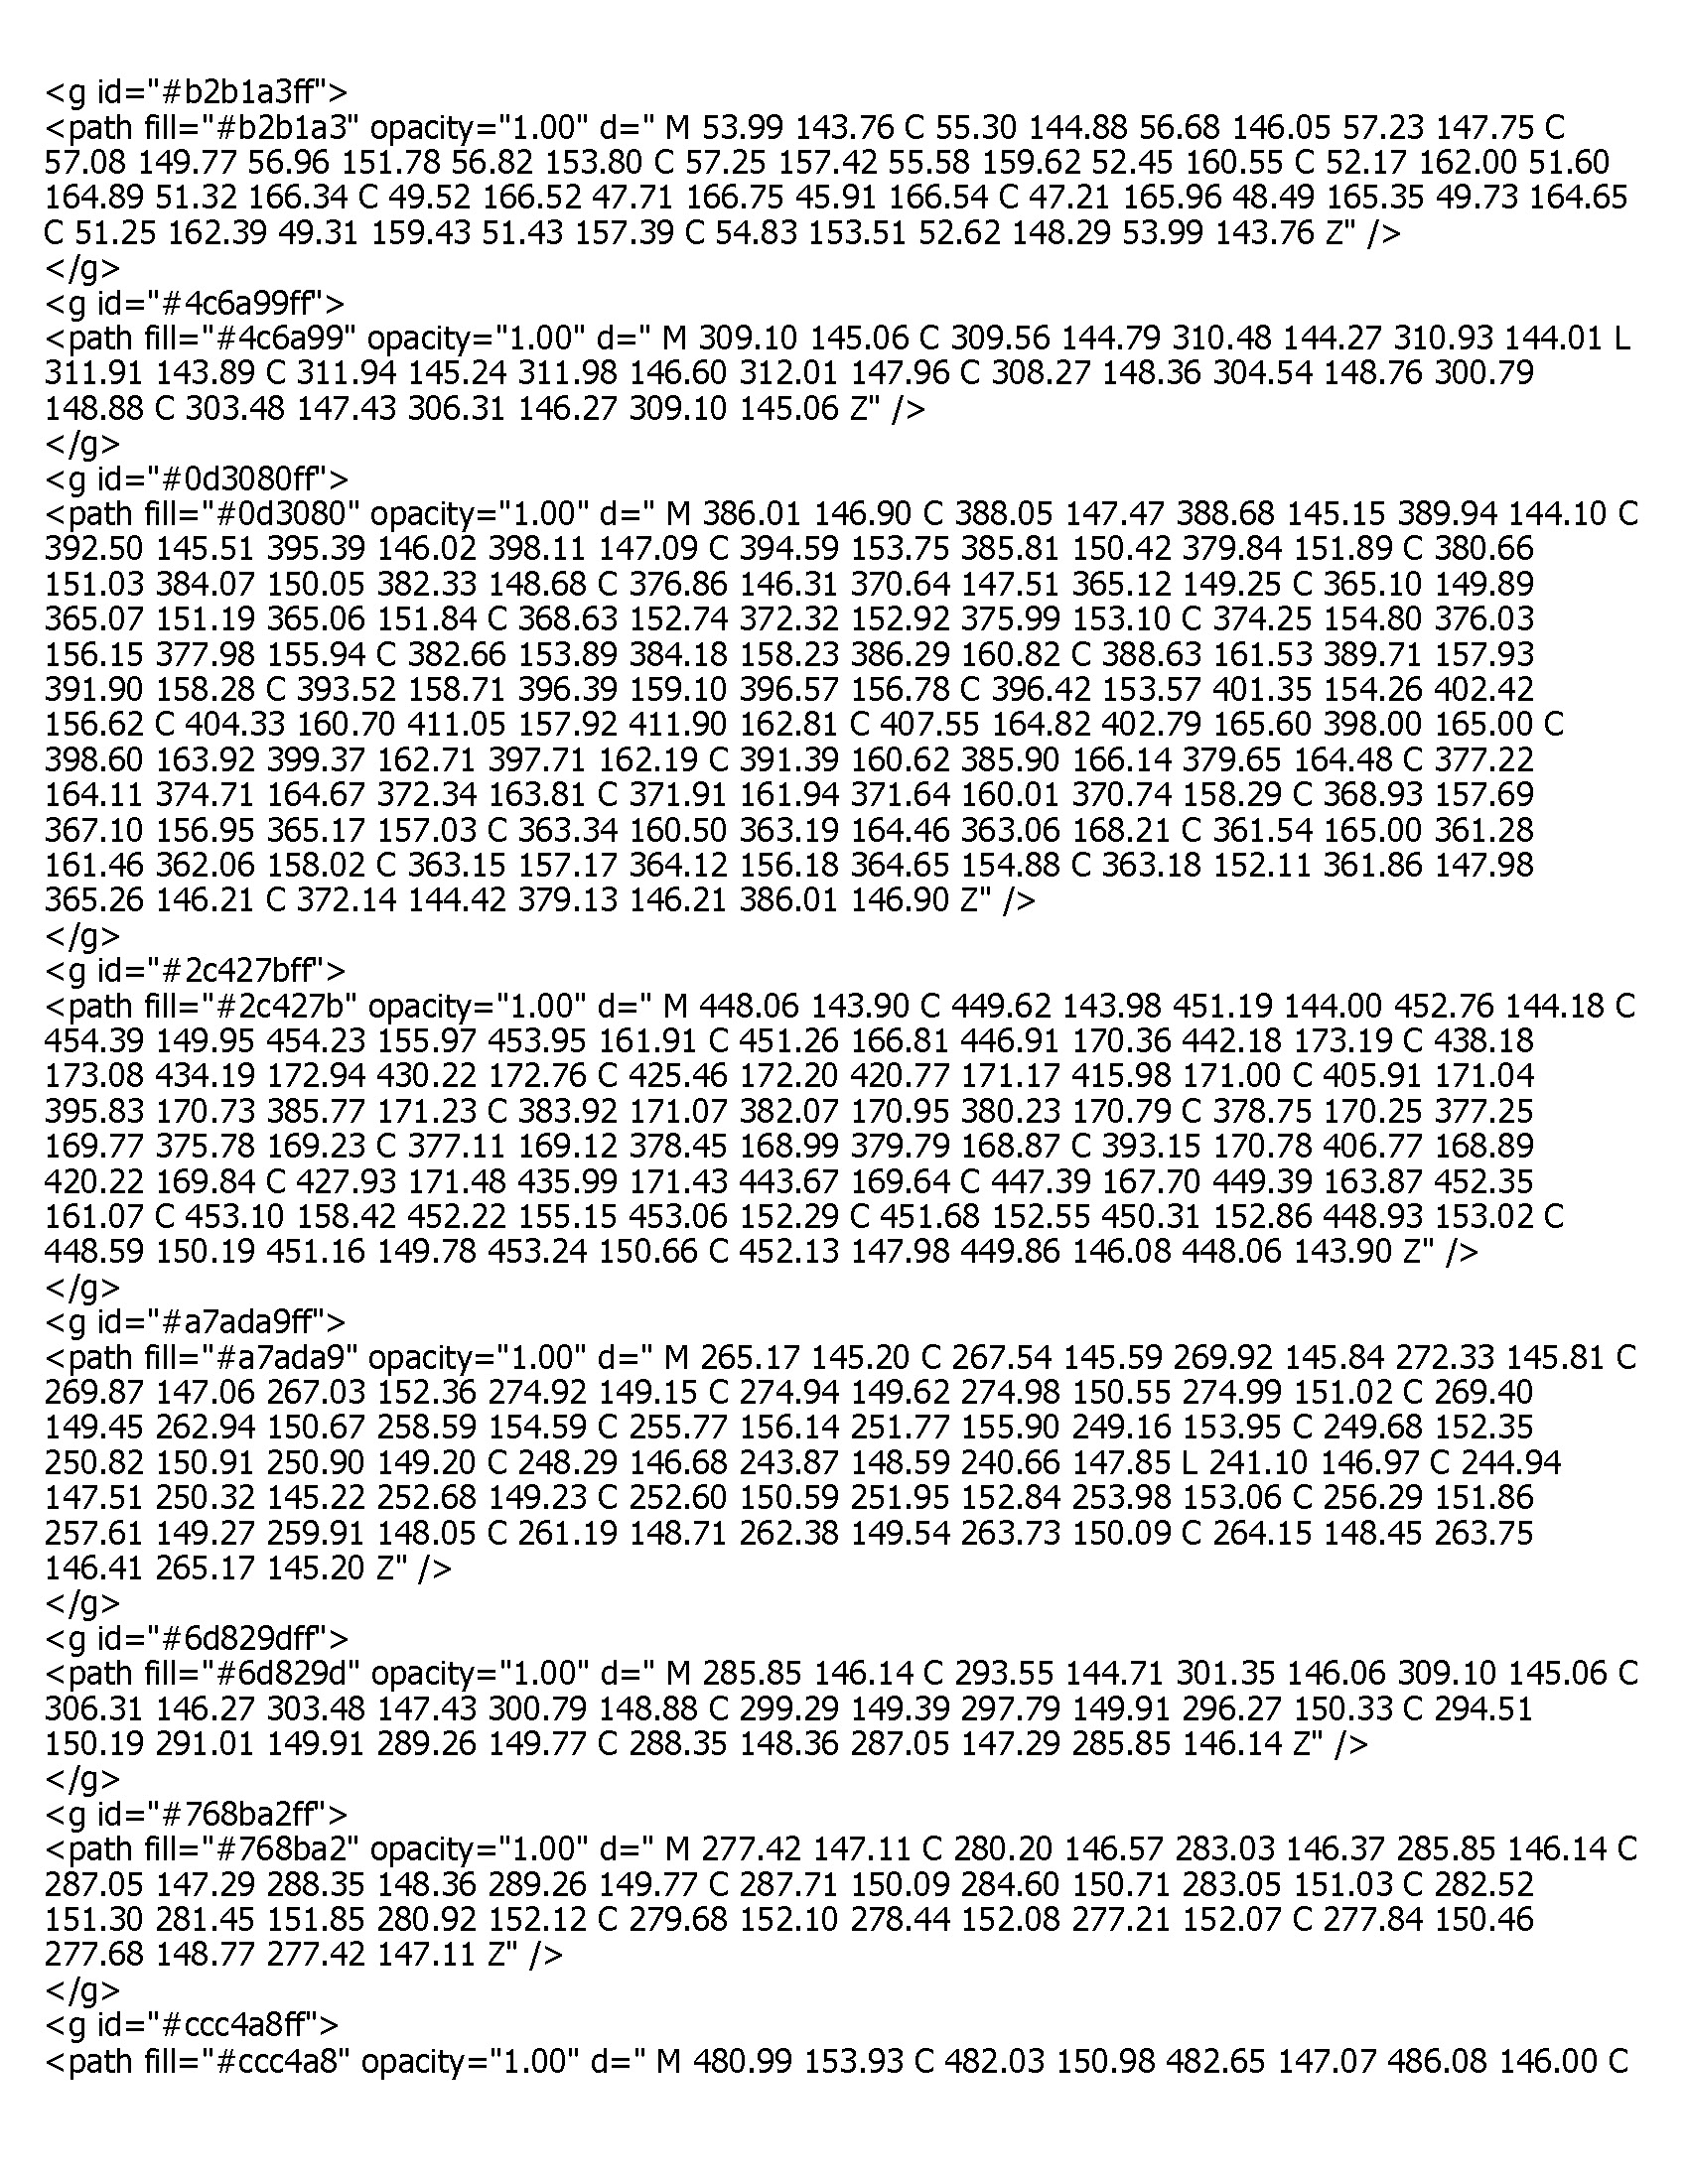 <g id="#b2b1a3ff">
<path fill="#b2b1a3" opacity="1.00" d=" M 53.99 143.76 C 55.30 144.88 56.68 146.05 57.23 147.75 C
57.08 149.77 56.96 151.78 56.82 153.80 C 57.25 157.42 55.58 159.62 52.45 160.55 C 52.17 162.00 51.60
164.89 51.32 166.34 C 49.52 166.52 47.71 166.75 45.91 166.54 C 47.21 165.96 48.49 165.35 49.73 164.65
C 51.25 162.39 49.31 159.43 51.43 157.39 C 54.83 153.51 52.62 148.29 53.99 143.76 Z" />
</g>
<g id="#4c6a99ff">
<path fill="#4c6a99" opacity="1.00" d=" M 309.10 145.06 C 309.56 144.79 310.48 144.27 310.93 144.01 L
311.91 143.89 C 311.94 145.24 311.98 146.60 312.01 147.96 C 308.27 148.36 304.54 148.76 300.79
148.88 C 303.48 147.43 306.31 146.27 309.10 145.06 Z" />
</g>
<g id="#0d3080ff">
<path fill="#0d3080" opacity="1.00" d=" M 386.01 146.90 C 388.05 147.47 388.68 145.15 389.94 144.10 C
392.50 145.51 395.39 146.02 398.11 147.09 C 394.59 153.75 385.81 150.42 379.84 151.89 C 380.66
151.03 384.07 150.05 382.33 148.68 C 376.86 146.31 370.64 147.51 365.12 149.25 C 365.10 149.89
365.07 151.19 365.06 151.84 C 368.63 152.74 372.32 152.92 375.99 153.10 C 374.25 154.80 376.03
156.15 377.98 155.94 C 382.66 153.89 384.18 158.23 386.29 160.82 C 388.63 161.53 389.71 157.93
391.90 158.28 C 393.52 158.71 396.39 159.10 396.57 156.78 C 396.42 153.57 401.35 154.26 402.42
156.62 C 404.33 160.70 411.05 157.92 411.90 162.81 C 407.55 164.82 402.79 165.60 398.00 165.00 C
398.60 163.92 399.37 162.71 397.71 162.19 C 391.39 160.62 385.90 166.14 379.65 164.48 C 377.22
164.11 374.71 164.67 372.34 163.81 C 371.91 161.94 371.64 160.01 370.74 158.29 C 368.93 157.69
367.10 156.95 365.17 157.03 C 363.34 160.50 363.19 164.46 363.06 168.21 C 361.54 165.00 361.28
161.46 362.06 158.02 C 363.15 157.17 364.12 156.18 364.65 154.88 C 363.18 152.11 361.86 147.98
365.26 146.21 C 372.14 144.42 379.13 146.21 386.01 146.90 Z" />
</g>
<g id="#2c427bff">
<path fill="#2c427b" opacity="1.00" d=" M 448.06 143.90 C 449.62 143.98 451.19 144.00 452.76 144.18 C
454.39 149.95 454.23 155.97 453.95 161.91 C 451.26 166.81 446.91 170.36 442.18 173.19 C 438.18
173.08 434.19 172.94 430.22 172.76 C 425.46 172.20 420.77 171.17 415.98 171.00 C 405.91 171.04
395.83 170.73 385.77 171.23 C 383.92 171.07 382.07 170.95 380.23 170.79 C 378.75 170.25 377.25
169.77 375.78 169.23 C 377.11 169.12 378.45 168.99 379.79 168.87 C 393.15 170.78 406.77 168.89
420.22 169.84 C 427.93 171.48 435.99 171.43 443.67 169.64 C 447.39 167.70 449.39 163.87 452.35
161.07 C 453.10 158.42 452.22 155.15 453.06 152.29 C 451.68 152.55 450.31 152.86 448.93 153.02 C
448.59 150.19 451.16 149.78 453.24 150.66 C 452.13 147.98 449.86 146.08 448.06 143.90 Z" />
</g>
<g id="#a7ada9ff">
<path fill="#a7ada9" opacity="1.00" d=" M 265.17 145.20 C 267.54 145.59 269.92 145.84 272.33 145.81 C
269.87 147.06 267.03 152.36 274.92 149.15 C 274.94 149.62 274.98 150.55 274.99 151.02 C 269.40
149.45 262.94 150.67 258.59 154.59 C 255.77 156.14 251.77 155.90 249.16 153.95 C 249.68 152.35
250.82 150.91 250.90 149.20 C 248.29 146.68 243.87 148.59 240.66 147.85 L 241.10 146.97 C 244.94
147.51 250.32 145.22 252.68 149.23 C 252.60 150.59 251.95 152.84 253.98 153.06 C 256.29 151.86
257.61 149.27 259.91 148.05 C 261.19 148.71 262.38 149.54 263.73 150.09 C 264.15 148.45 263.75
146.41 265.17 145.20 Z" />
</g>
<g id="#6d829dff">
<path fill="#6d829d" opacity="1.00" d=" M 285.85 146.14 C 293.55 144.71 301.35 146.06 309.10 145.06 C
306.31 146.27 303.48 147.43 300.79 148.88 C 299.29 149.39 297.79 149.91 296.27 150.33 C 294.51
150.19 291.01 149.91 289.26 149.77 C 288.35 148.36 287.05 147.29 285.85 146.14 Z" />
</g>
<g id="#768ba2ff">
<path fill="#768ba2" opacity="1.00" d=" M 277.42 147.11 C 280.20 146.57 283.03 146.37 285.85 146.14 C
287.05 147.29 288.35 148.36 289.26 149.77 C 287.71 150.09 284.60 150.71 283.05 151.03 C 282.52
151.30 281.45 151.85 280.92 152.12 C 279.68 152.10 278.44 152.08 277.21 152.07 C 277.84 150.46
277.68 148.77 277.42 147.11 Z" />
</g>
<g id="#ccc4a8ff">
<path fill="#ccc4a8" opacity="1.00" d=" M 480.99 153.93 C 482.03 150.98 482.65 147.07 486.08 146.00 C